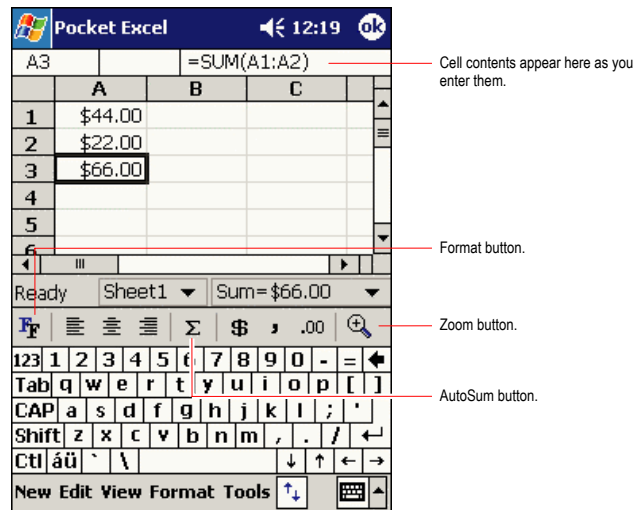 Pocket Excel 12:19 ok
A3 =SUM(A1:A2)
Cell contents appear here as you
enter them.
A B C
1 $44.00
2 $22.00
3 $66.00
4
5
6
Format button.
Ready Sheet1 Sum=$66.00
FF Σ $ , .00
Zoom button.
123 1 2 3 4 5 6 7 8 9 0 - =
Tab q w e r t y u i o p [ ]
AutoSum button.
CAP a s d f g h j k l ; '
Shift z x c v b n m , . /
Ctl áü ` \
New Edit View Format Tools